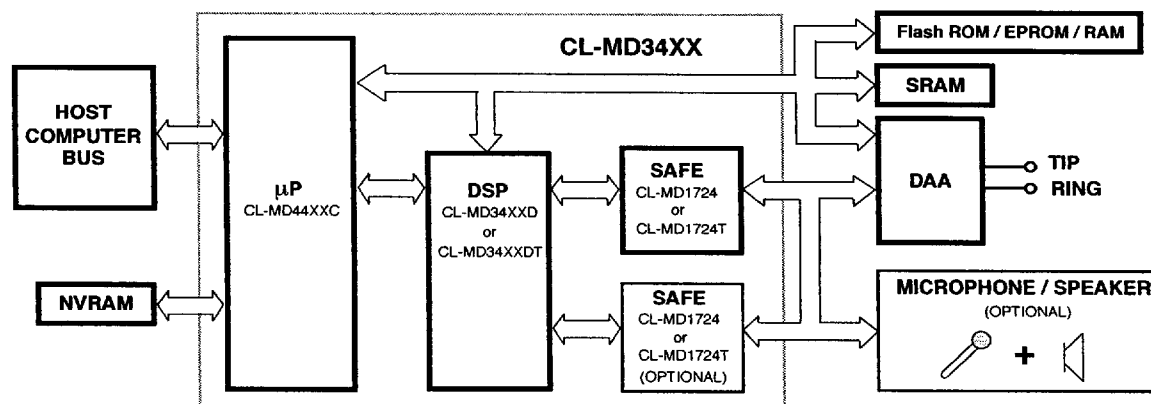 CL-MD34XX
HOST
COMPUTER
BUS
NVRAM
µP
CL-MD44XXC
DSP
CL-MD34XXD
or
CL-MD34XXDT
SAFE
CL-MD1724
or
CL-MD1724T
SAFE
CL-MD1724
or
CL-MD1724T
(OPTIONAL)
Flash ROM / EPROM / RAM
SRAM
DAA
TIP
RING
MICROPHONE / SPEAKER
(OPTIONAL)
+